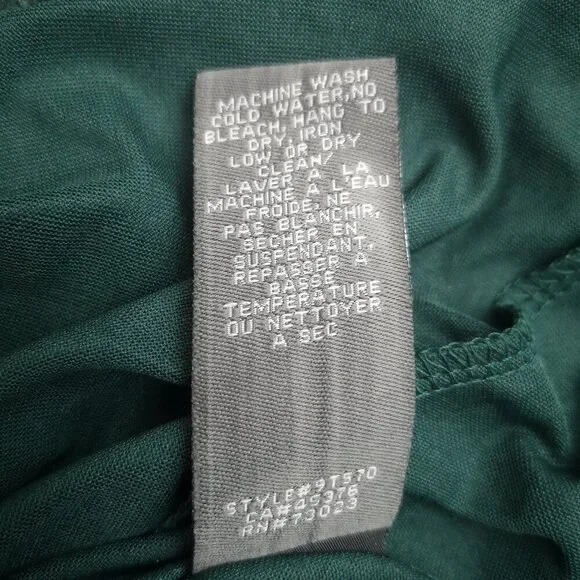 MACHINE WASH
COLD WATER,NO
BLEACH, HANG TO
DRY, IRON
LOW OR DRY
CLEAN/
LAVER A LA
MACHINE A L'EAU
FROIDE, NE
PAS BLANCHIR,
SECHER EN
SUSPENDANT,
REPASSER A
BASSE
TEMPERATURE
OU NETTOYER
A SEC
STYLE#9T570
CA#49376
RN#73023